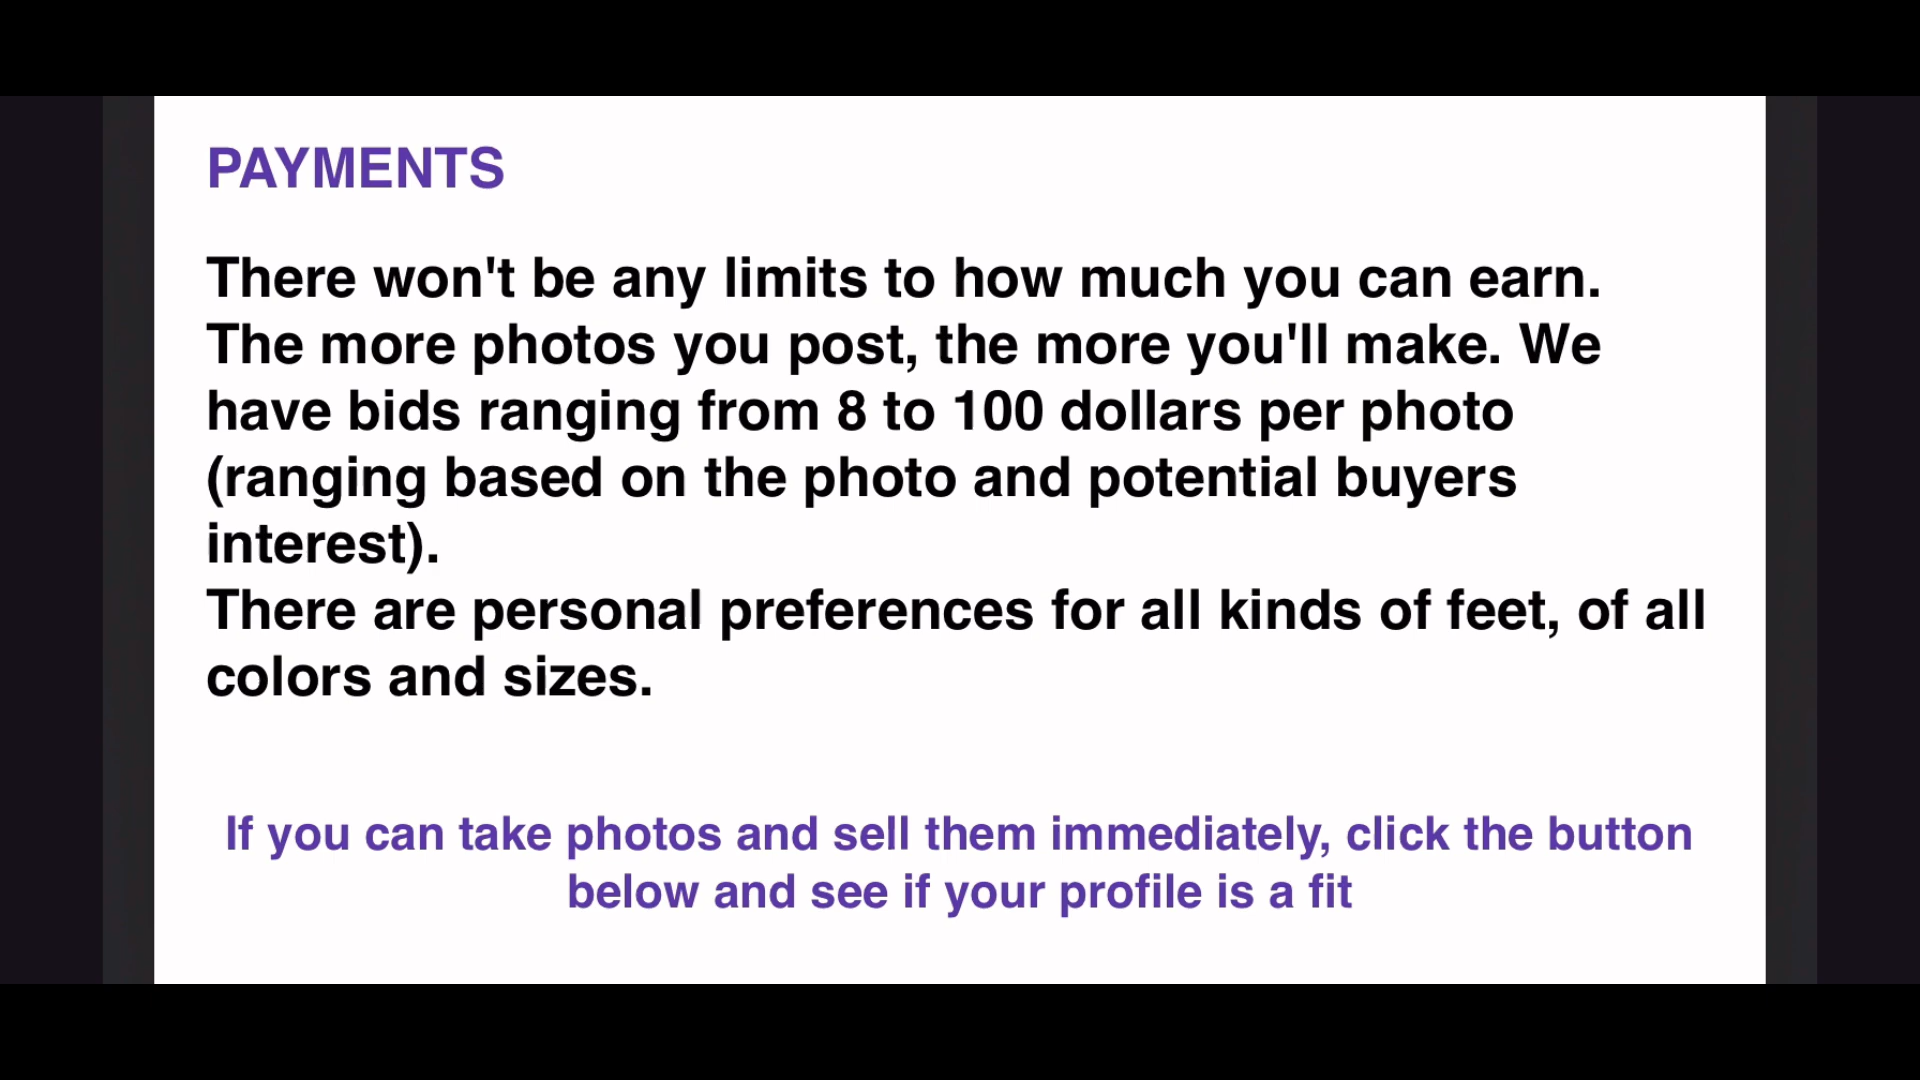 PAYMENTS
There won't be any limits to how much you can earn.
The more photos you post, the more you'll make. We
have bids ranging from 8 to 100 dollars per photo
(ranging based on the photo and potential buyers
interest).
There are personal preferences for all kinds of feet, of all
colors and sizes.
If you can take photos and sell them immediately, click the button
below and see if your profile is a fit